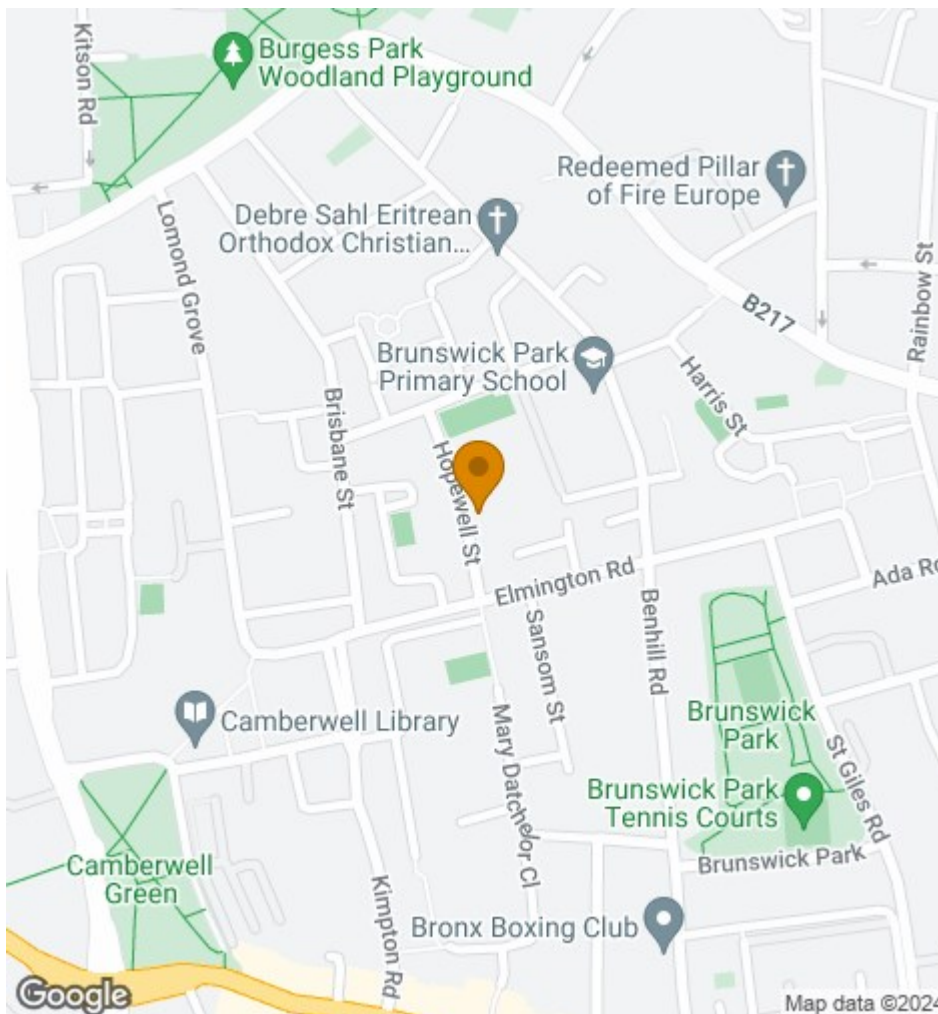 Kitson Rd
Burgess Park
Woodland Playground
Redeemed Pillar
of Fire Europe
Debre Sahl Eritrean
Orthodox Christian...
Lomond Grove
B217
Rainbow St
Brunswick Park
Primary School
Harris St
Brisbane St
Hopewell St
Elmington Rd
Ada Ro
Benhill Rd
Sansom St
Camberwell Library
Mary Datchelor Cl
Brunswick
Park
St Giles Rd
Brunswick Park
Tennis Courts
Brunswick Park
Camberwell
Green
Kimpton Rd
Bronx Boxing Club
Google
Map data ©2024